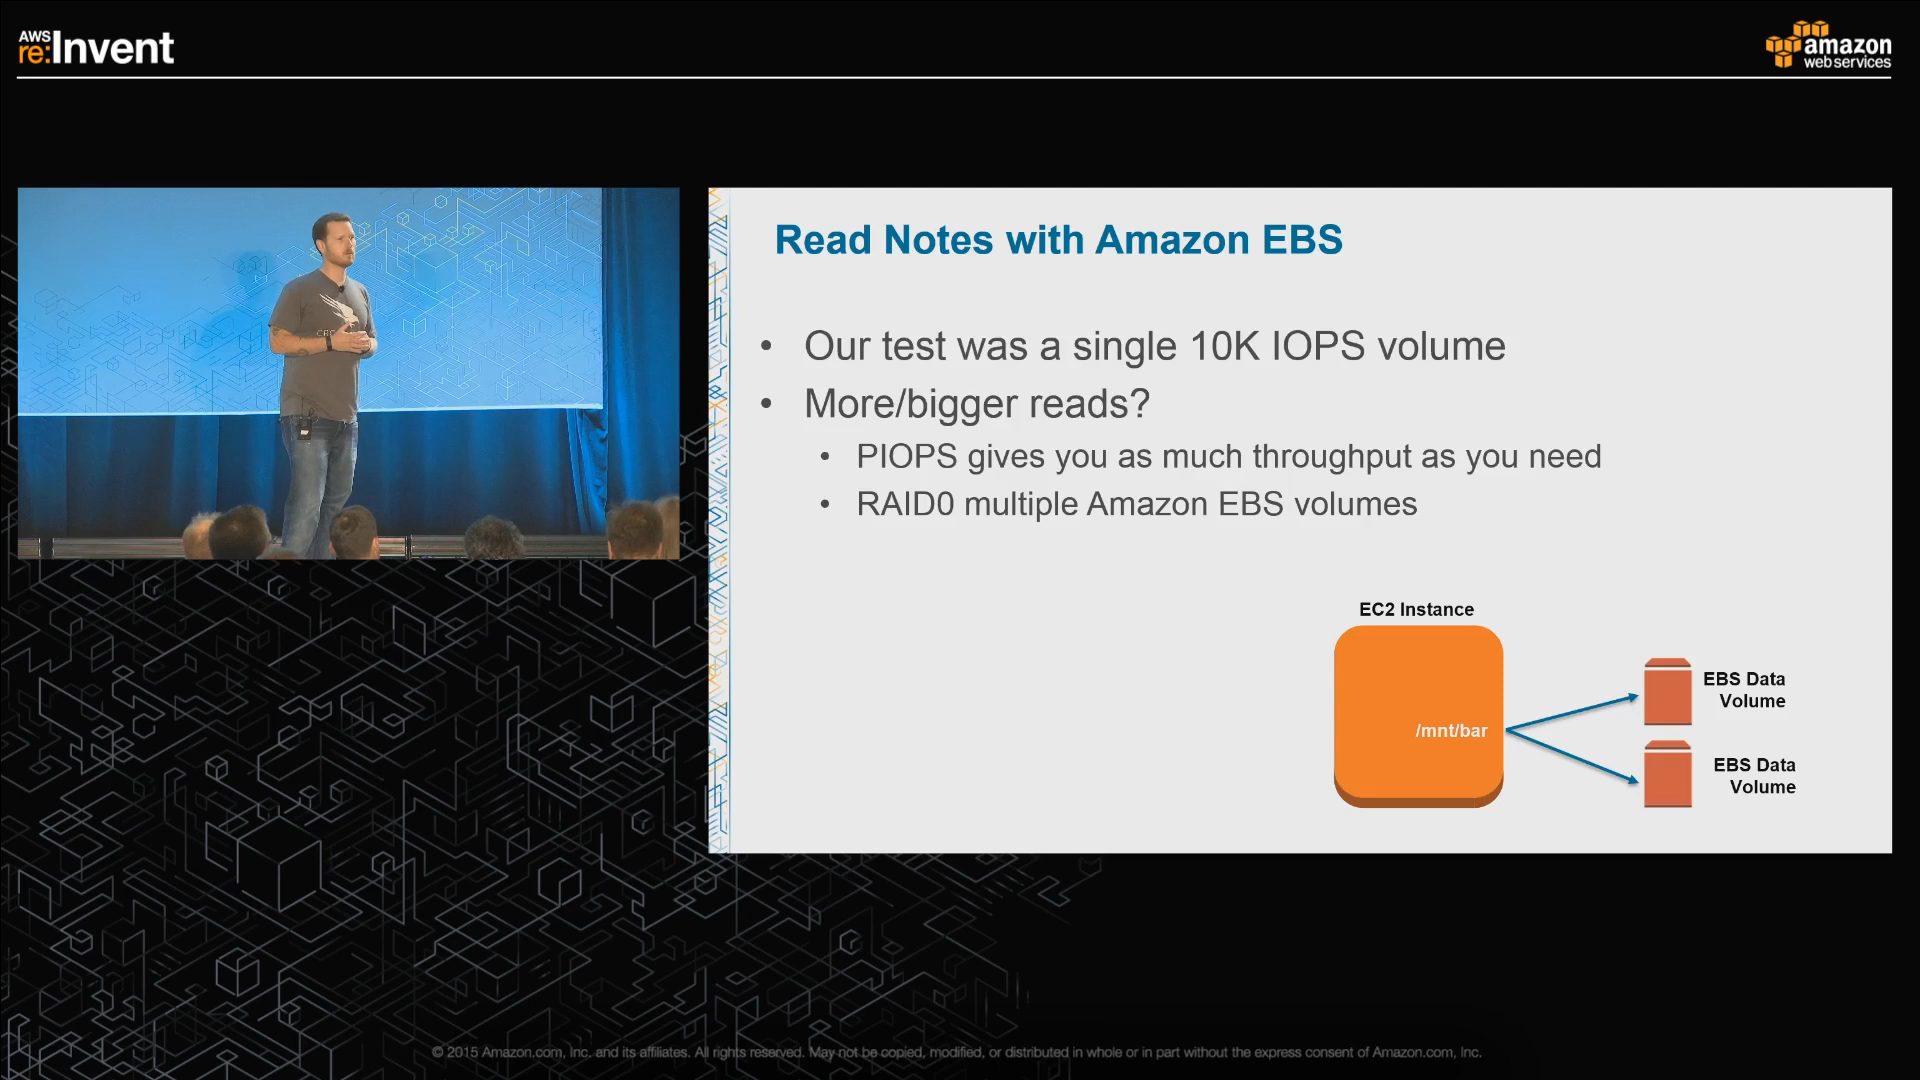 AWS
re:Invent
amazon
web services
Read Notes with Amazon EBS
• Our test was a single 10K IOPS volume
• More/bigger reads?
• PIOPS gives you as much throughput as you need
• RAID0 multiple Amazon EBS volumes
EC2 Instance
/mnt/bar
EBS Data
Volume
EBS Data
Volume
© 2015 Amazon.com, Inc. and its affiliates. All rights reserved. May not be copied, modified, or distributed in whole or in part without the express consent of Amazon.com, Inc.